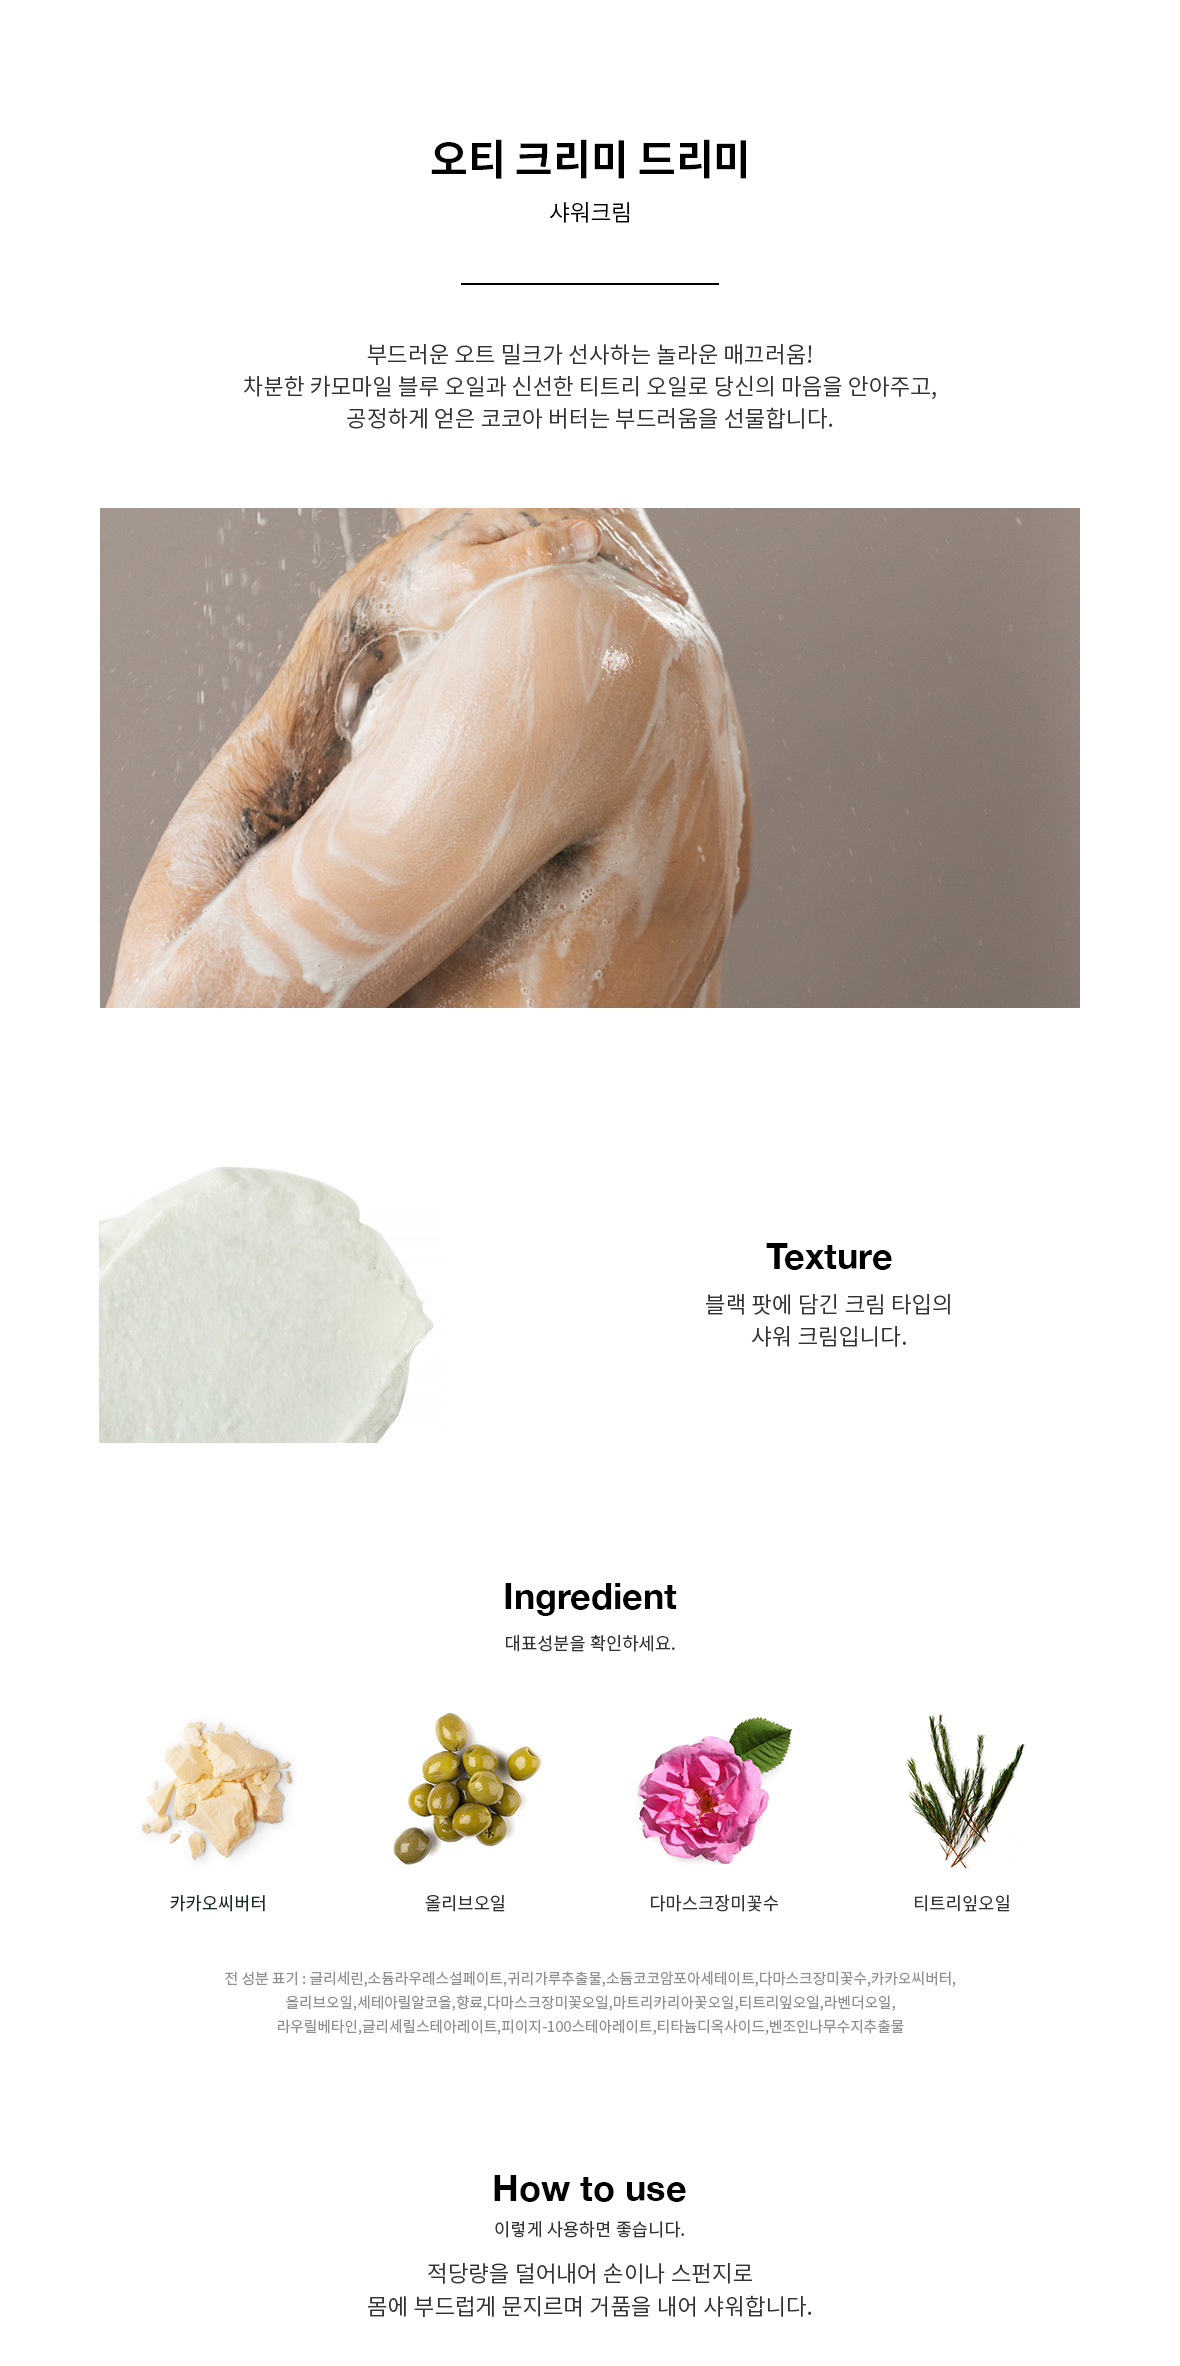 오티 크리미 드리미
샤워크림
부드러운 오트 밀크가 선사하는 놀라운 매끄러움!
차분한 카모마일 블루 오일과 신선한 티트리 오일로 당신의 마음을 안아주고,
공정하게 얻은 코코아 버터는 부드러움을 선물합니다.
Texture
블랙 팟에 담긴 크림 타입의
샤워 크림입니다.
Ingredient
대표성분을 확인하세요.
카카오씨버터
올리브오일
다마스크장미꽃수
티트리잎오일
전 성분 표기 : 글리세린,소듐라우레스설페이트,귀리가루추출물,소듐코코암포아세테이트,다마스크장미꽃수,카카오씨버터,
올리브오일,세테아릴알코올,향료,다마스크장미꽃오일,마트리카리아꽃오일,티트리잎오일,라벤더오일,
라우릴베타인,글리세릴스테아레이트,피이지-100스테아레이트,티타늄디옥사이드,벤조인나무수지추출물
How to use
이렇게 사용하면 좋습니다.
적당량을 덜어내어 손이나 스펀지로
몸에 부드럽게 문지르며 거품을 내어 샤워합니다.